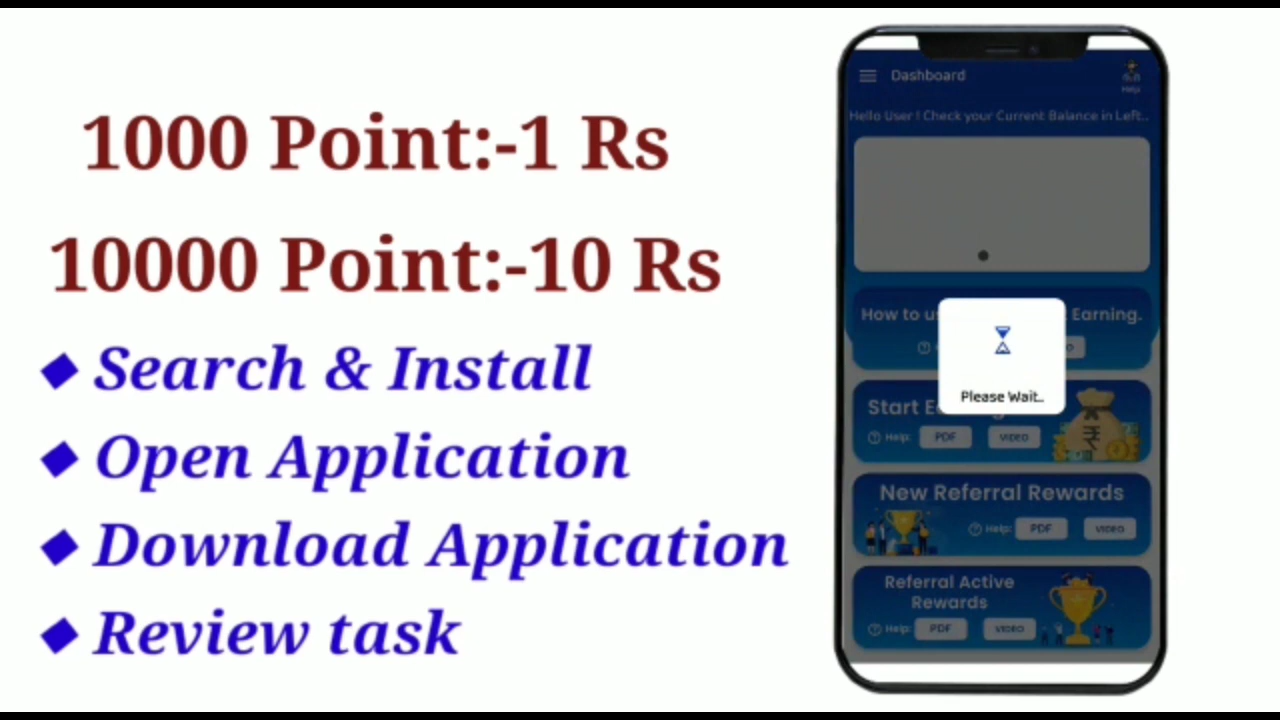 1000 Point:-1 Rs
10000 Point:-10 Rs
◆ Search & Install
◆ Open Application
◆ Download Application
◆ Review task
Dashboard
Help
Hello User ! Check your Current Balance in Left..
How to u Earning.
Please Wait..
Start E
Help: PDF VIDEO
New Referral Rewards
Help: PDF VIDEO
Referral Active
Rewards
Help: PDF VIDEO